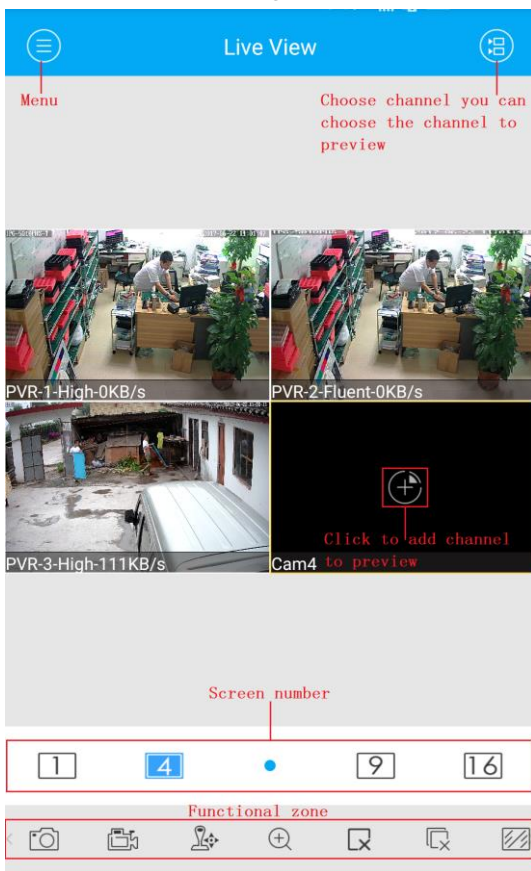 Live View
Menu
Choose channel you can
choose the channel to
preview
PVR-1-High-0KB/s
PVR-2-Fluent-0KB/s
PVR-3-High-111KB/s
Click to add channel
to preview
Cam4
Screen number
1
4
9
16
Functional zone